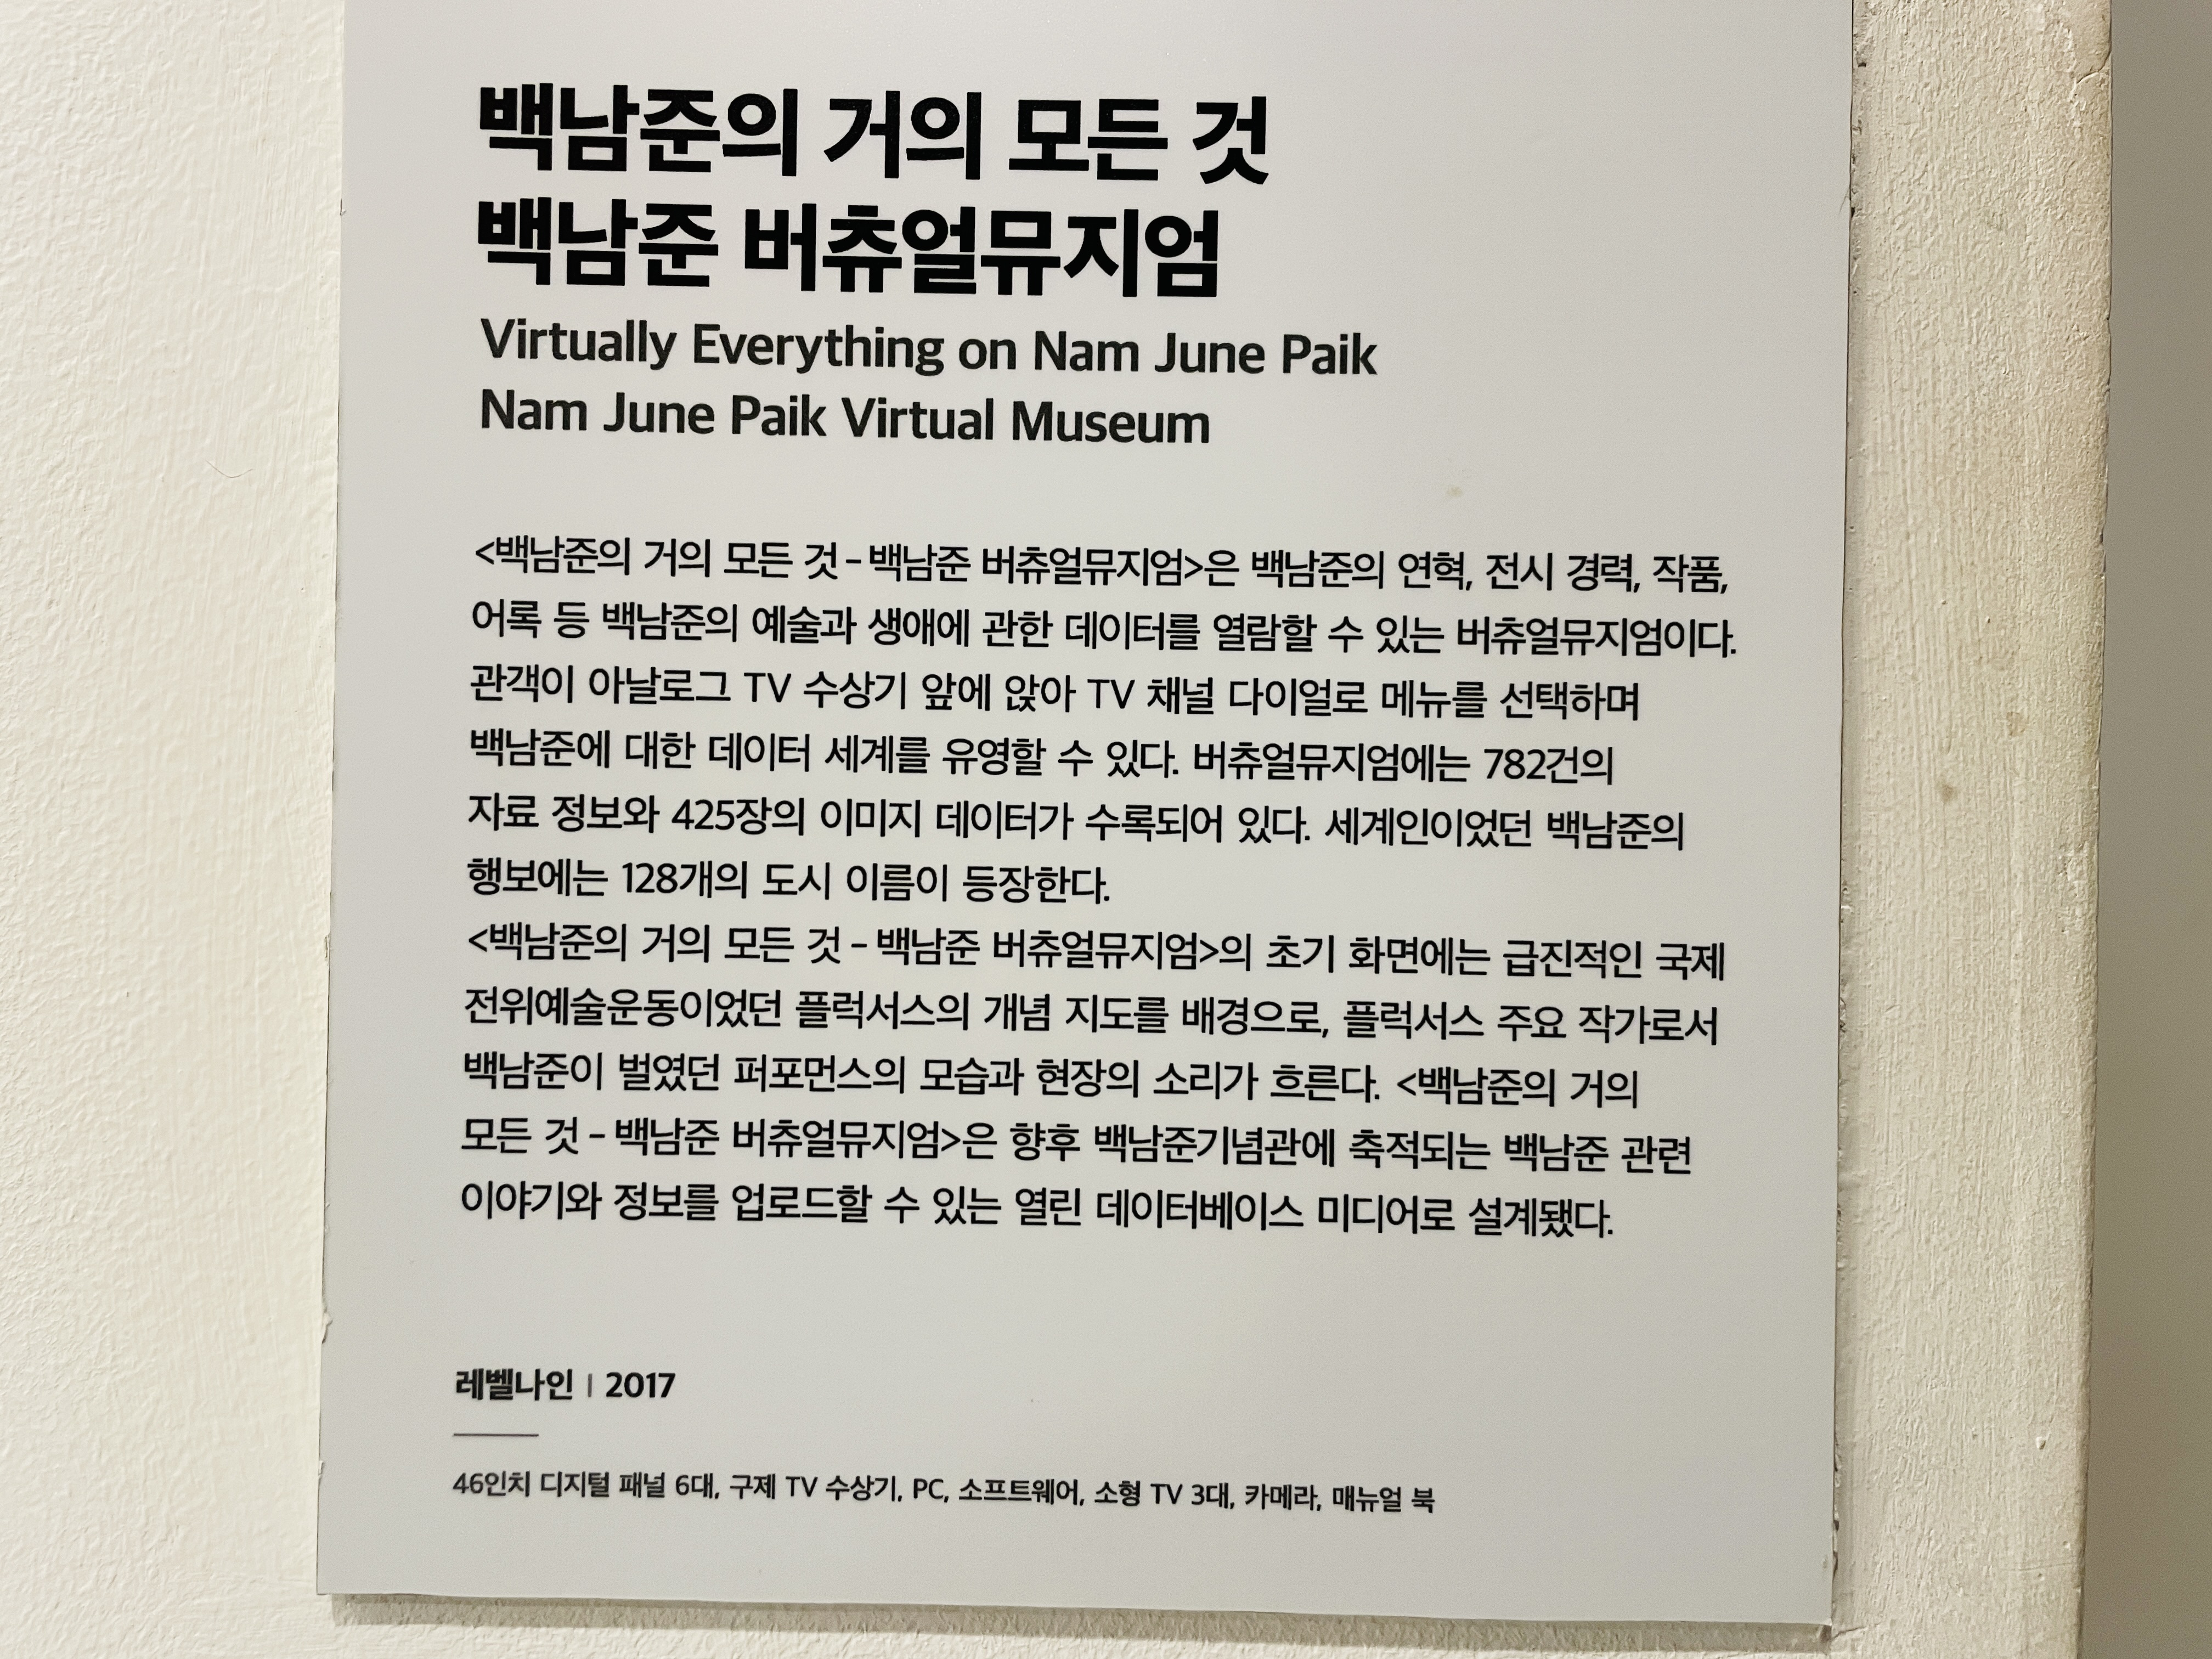 백남준의 거의 모든 것
백남준 버츄얼뮤지엄
Virtually Everything on Nam June Paik
Nam June Paik Virtual Museum
<백남준의 거의 모든 것 – 백남준 버츄얼뮤지엄>은 백남준의 연혁, 전시 경력, 작품,
어록 등 백남준의 예술과 생애에 관한 데이터를 열람할 수 있는 버츄얼뮤지엄이다.
관객이 아날로그 TV 수상기 앞에 앉아 TV 채널 다이얼로 메뉴를 선택하며
백남준에 대한 데이터 세계를 유영할 수 있다. 버츄얼뮤지엄에는 782건의
자료 정보와 425장의 이미지 데이터가 수록되어 있다. 세계인이었던 백남준의
행보에는 128개의 도시 이름이 등장한다.
<백남준의 거의 모든 것 – 백남준 버츄얼뮤지엄>의 초기 화면에는 급진적인 국제
전위예술운동이었던 플럭서스의 개념 지도를 배경으로, 플럭서스 주요 작가로서
백남준이 벌였던 퍼포먼스의 모습과 현장의 소리가 흐른다. <백남준의 거의
모든 것 – 백남준 버츄얼뮤지엄>은 향후 백남준기념관에 축적되는 백남준 관련
이야기와 정보를 업로드할 수 있는 열린 데이터베이스 미디어로 설계됐다.
레벨나인 | 2017
46인치 디지털 패널 6대, 구제 TV 수상기, PC, 소프트웨어, 소형 TV 3대, 카메라, 매뉴얼 북